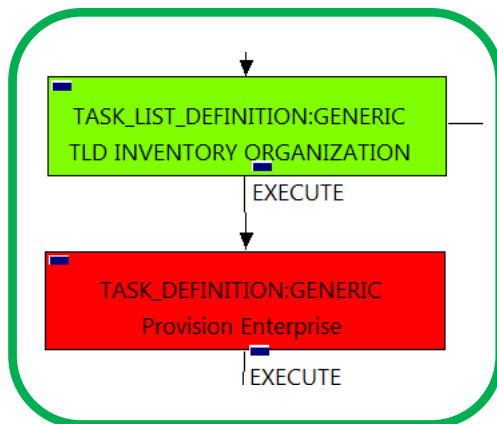 TASK_LIST_DEFINITION:GENERIC
TLD INVENTORY ORGANIZATION
EXECUTE
TASK_DEFINITION:GENERIC
Provision Enterprise
EXECUTE